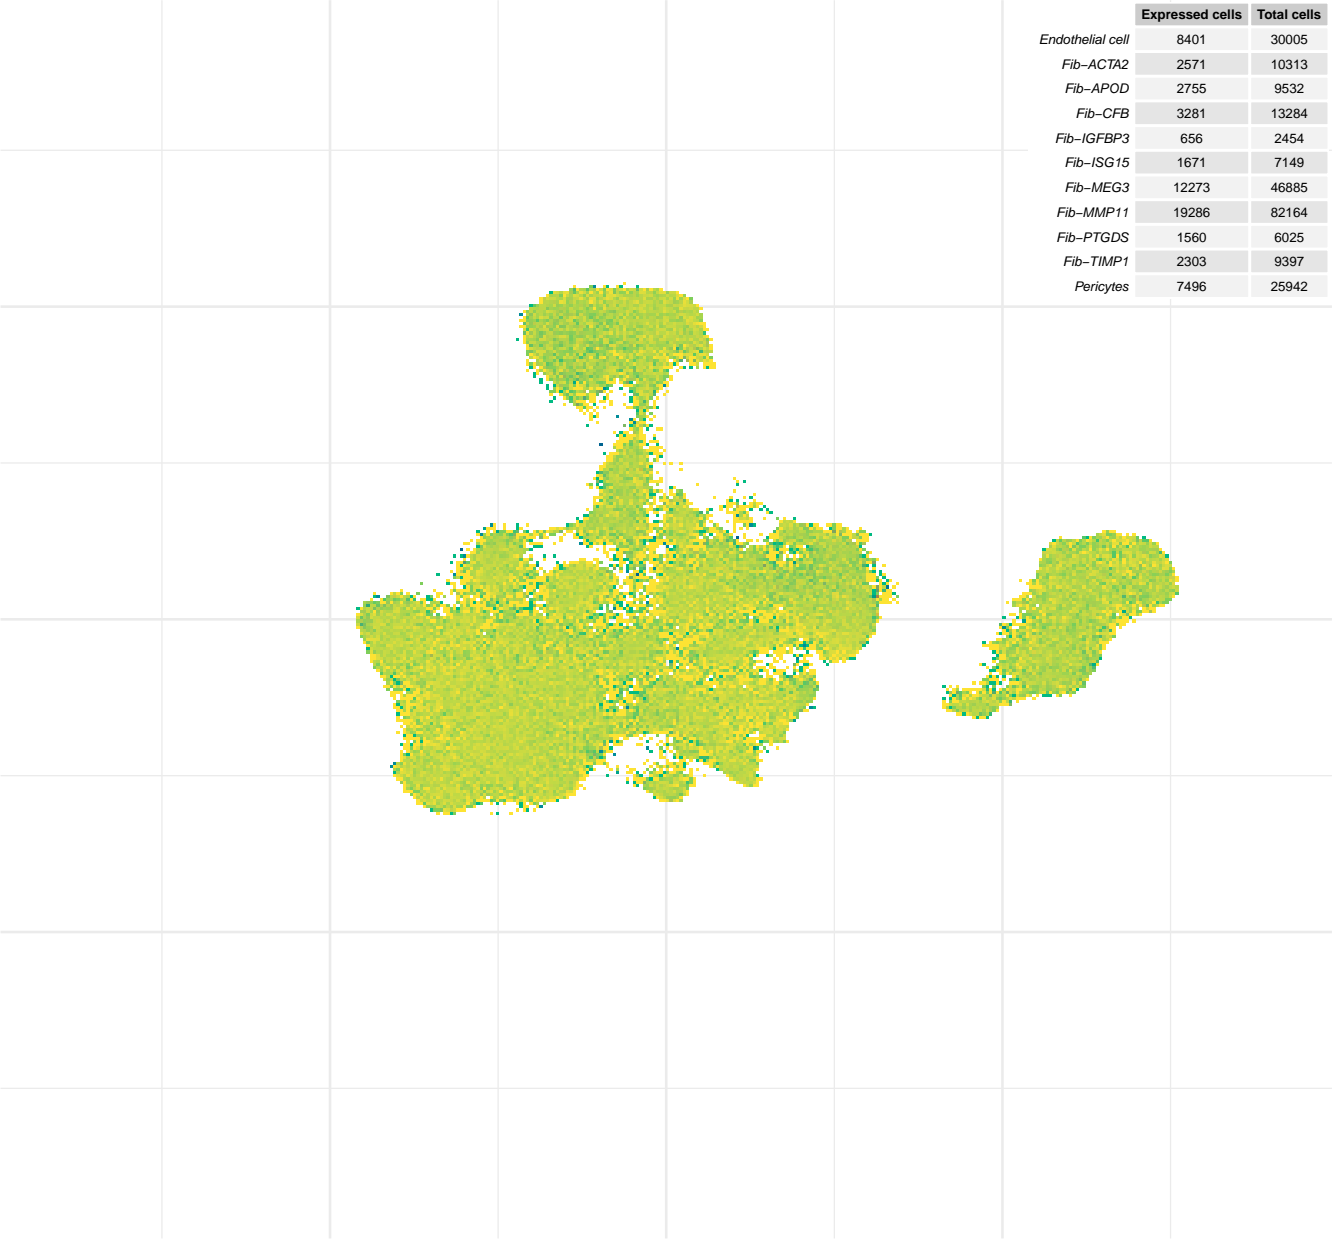 Expressed cells Total cells
Endothelial cell 8401 30005
Fib−ACTA2 2571 10313
Fib−APOD 2755 9532
Fib−CFB 3281 13284
Fib−IGFBP3 656 2454
Fib−ISG15 1671 7149
Fib−MEG3 12273 46885
Fib−MMP11 19286 82164
Fib−PTGDS 1560 6025
Fib−TIMP1 2303 9397
Pericytes 7496 25942